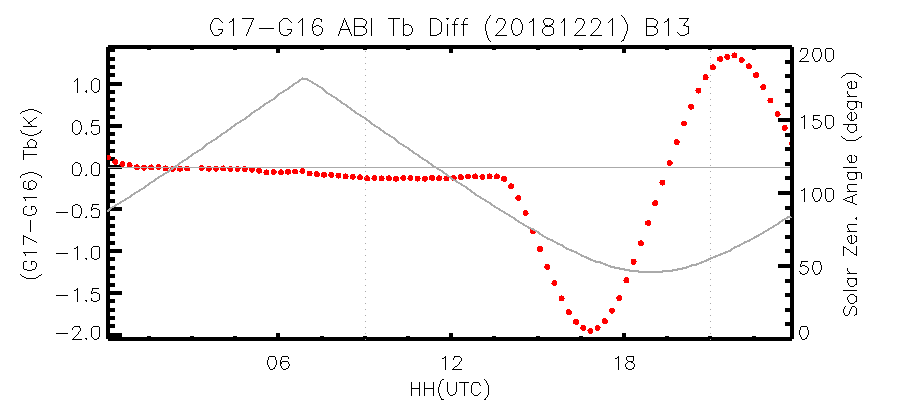 G17-G16 ABI Tb Diff (20181221) B13
(G17-G16) Tb(K)
1.0
0.5
0.0
-0.5
-1.0
-1.5
-2.0
200
150
100
50
0
Solar Zen. Angle (degre)
06 12 18
HH(UTC)